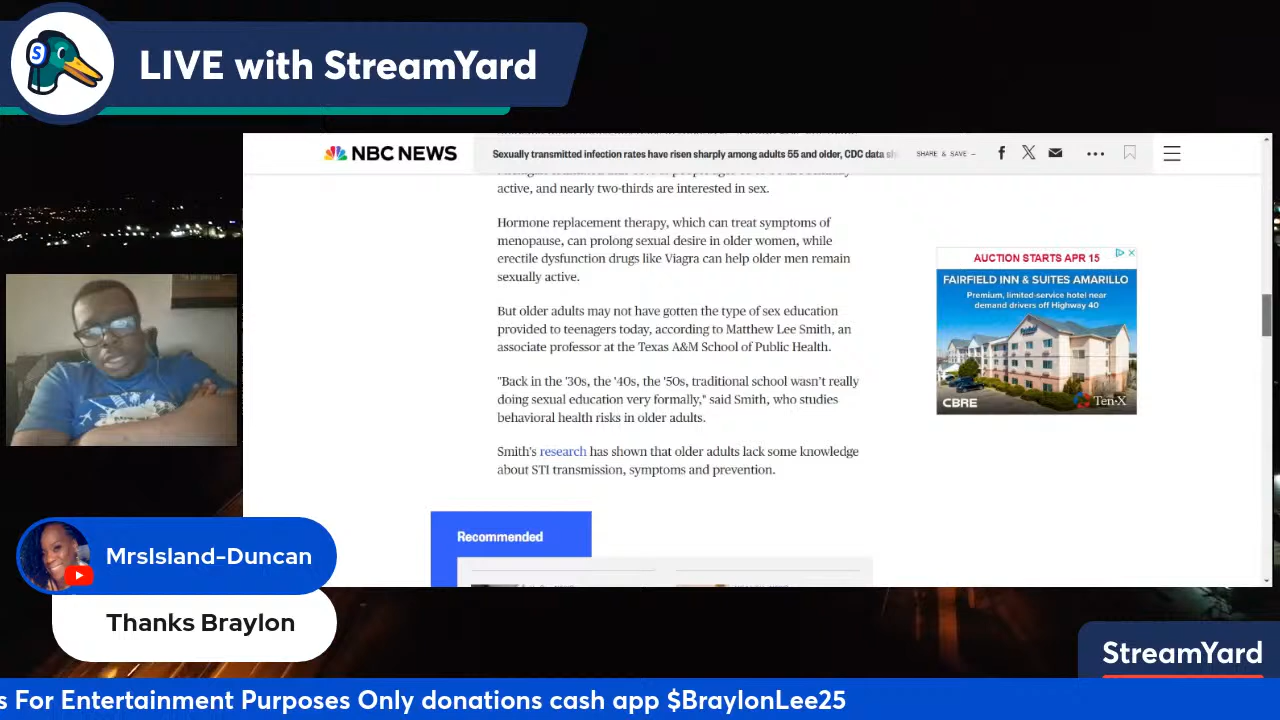 S
LIVE with StreamYard
NBC NEWS
Sexually transmitted infection rates have risen sharply among adults 55 and older, CDC data
SHARE & SAVE —
active, and nearly two-thirds are interested in sex.
Hormone replacement therapy, which can treat symptoms of
menopause, can prolong sexual desire in older women, while
erectile dysfunction drugs like Viagra can help older men remain
sexually active.
But older adults may not have gotten the type of sex education
provided to teenagers today, according to Matthew Lee Smith, an
associate professor at the Texas A&M School of Public Health.
"Back in the '30s, the '40s, the '50s, traditional school wasn't really
doing sexual education very formally," said Smith, who studies
behavioral health risks in older adults.
Smith's research has shown that older adults lack some knowledge
about STI transmission, symptoms and prevention.
Recommended
AUCTION STARTS APR 15
FAIRFIELD INN & SUITES AMARILLO
Premium, limited-service hotel near
demand drivers off Highway 40
CBRE
Ten-X
MrsIsland-Duncan
Thanks Braylon
StreamYard
s For Entertainment Purposes Only donations cash app $BraylonLee25